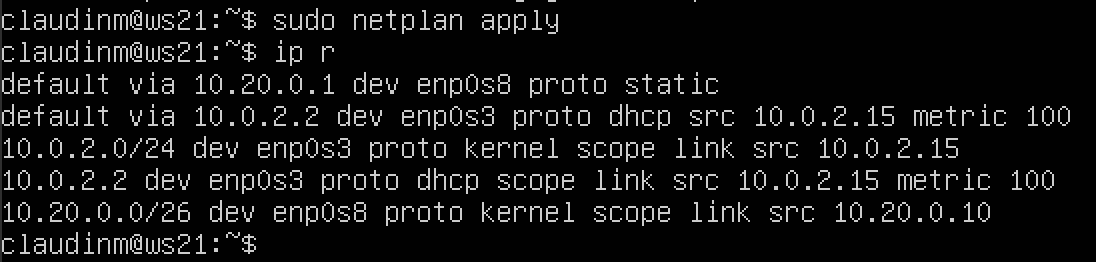 claudinm@ws21:~$ sudo netplan apply
claudinm@ws21:~$ ip r
default via 10.20.0.1 dev enp0s8 proto static
default via 10.0.2.2 dev enp0s3 proto dhcp src 10.0.2.15 metric 100
10.0.2.0/24 dev enp0s3 proto kernel scope link src 10.0.2.15
10.0.2.2 dev enp0s3 proto dhcp scope link src 10.0.2.15 metric 100
10.20.0.0/26 dev enp0s8 proto kernel scope link src 10.20.0.10
claudinm@ws21:~$